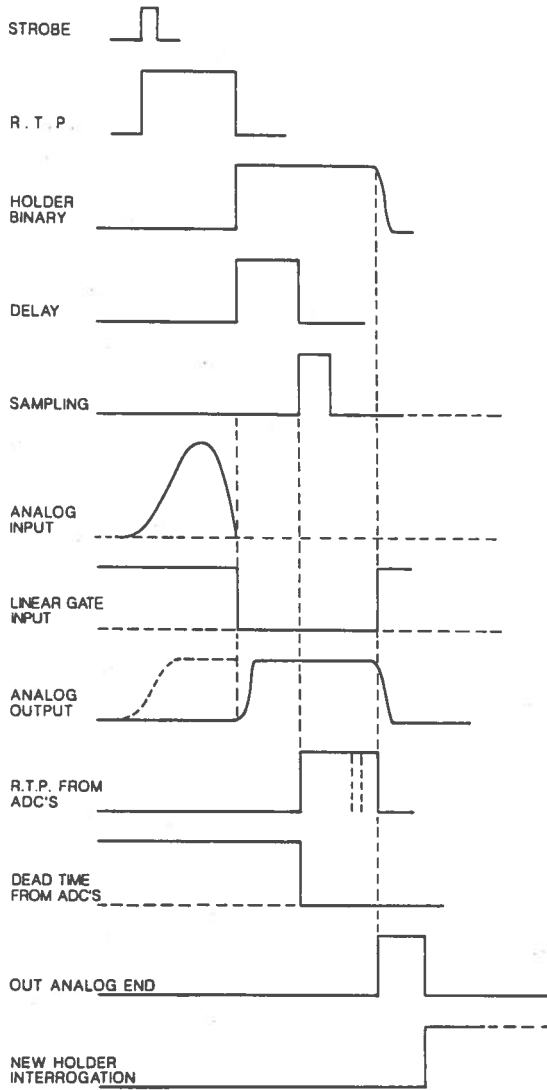 STROBE
R.T.P.
HOLDER
BINARY
DELAY
SAMPLING
ANALOG
INPUT
LINEAR GATE
INPUT
ANALOG
OUTPUT
R.T.P. FROM
ADC'S
DEAD TIME
FROM ADC'S
OUT ANALOG END
NEW HOLDER
INTERROGATION